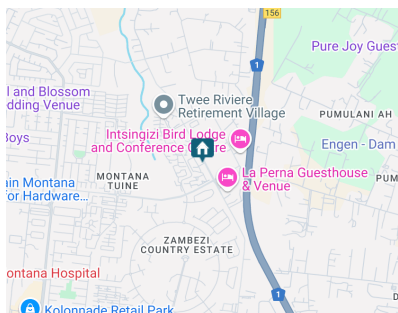 156
Pure Joy Guest
1
l and Blossom
dding Venue
Twee Riviere
Retirement Village
PUMULANI AH
Boys
Intsingizi Bird Lodge
and Conference Centre
Engen - Dam
MONTANA
TUINE
La Perna Guesthouse
& Venue
PUM
ain Montana
for Hardware...
ZAMBEZI
COUNTRY ESTATE
ontana Hospital
1
D
Kolonnade Retail Park